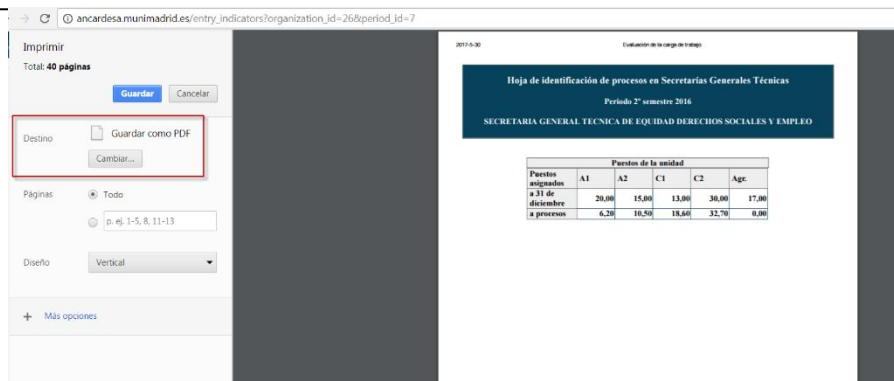 ancardesa.munimadrid.es/entry_indicators?organization_id=26&period_id=7
Imprimir
Total: 40 páginas
Guardar Cancelar
Destino Guardar como PDF
Cambiar...
Páginas Todo
p. ej. 1-5, 8, 11-13
Diseño Vertical
+ Más opciones
2017-5-30 Evaluación de la carga de trabajo
Hoja de identificación de procesos en Secretarías Generales Técnicas
Periodo 2º semestre 2016
SECRETARIA GENERAL TECNICA DE EQUIDAD DERECHOS SOCIALES Y EMPLEO
Puestos de la unidad
Puestos asignados A1 A2 C1 C2 Agr.
a 31 de diciembre 20,00 15,00 13,00 30,00 17,00
a procesos 6,20 10,50 18,60 32,70 0,00